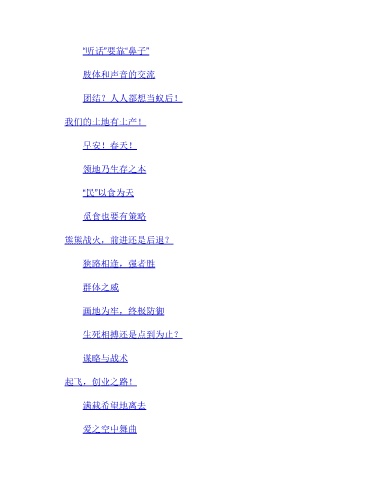 “听话”要靠“鼻子”
肢体和声音的交流
团结？人人都想当蚁后！
我们的土地有土产！
早安！春天！
领地乃生存之本
“民”以食为天
觅食也要有策略
熊熊战火，前进还是后退？
狭路相逢，强者胜
群体之威
画地为牢，终极防御
生死相搏还是点到为止？
谋略与战术
起飞，创业之路！
满载希望地离去
爱之空中舞曲